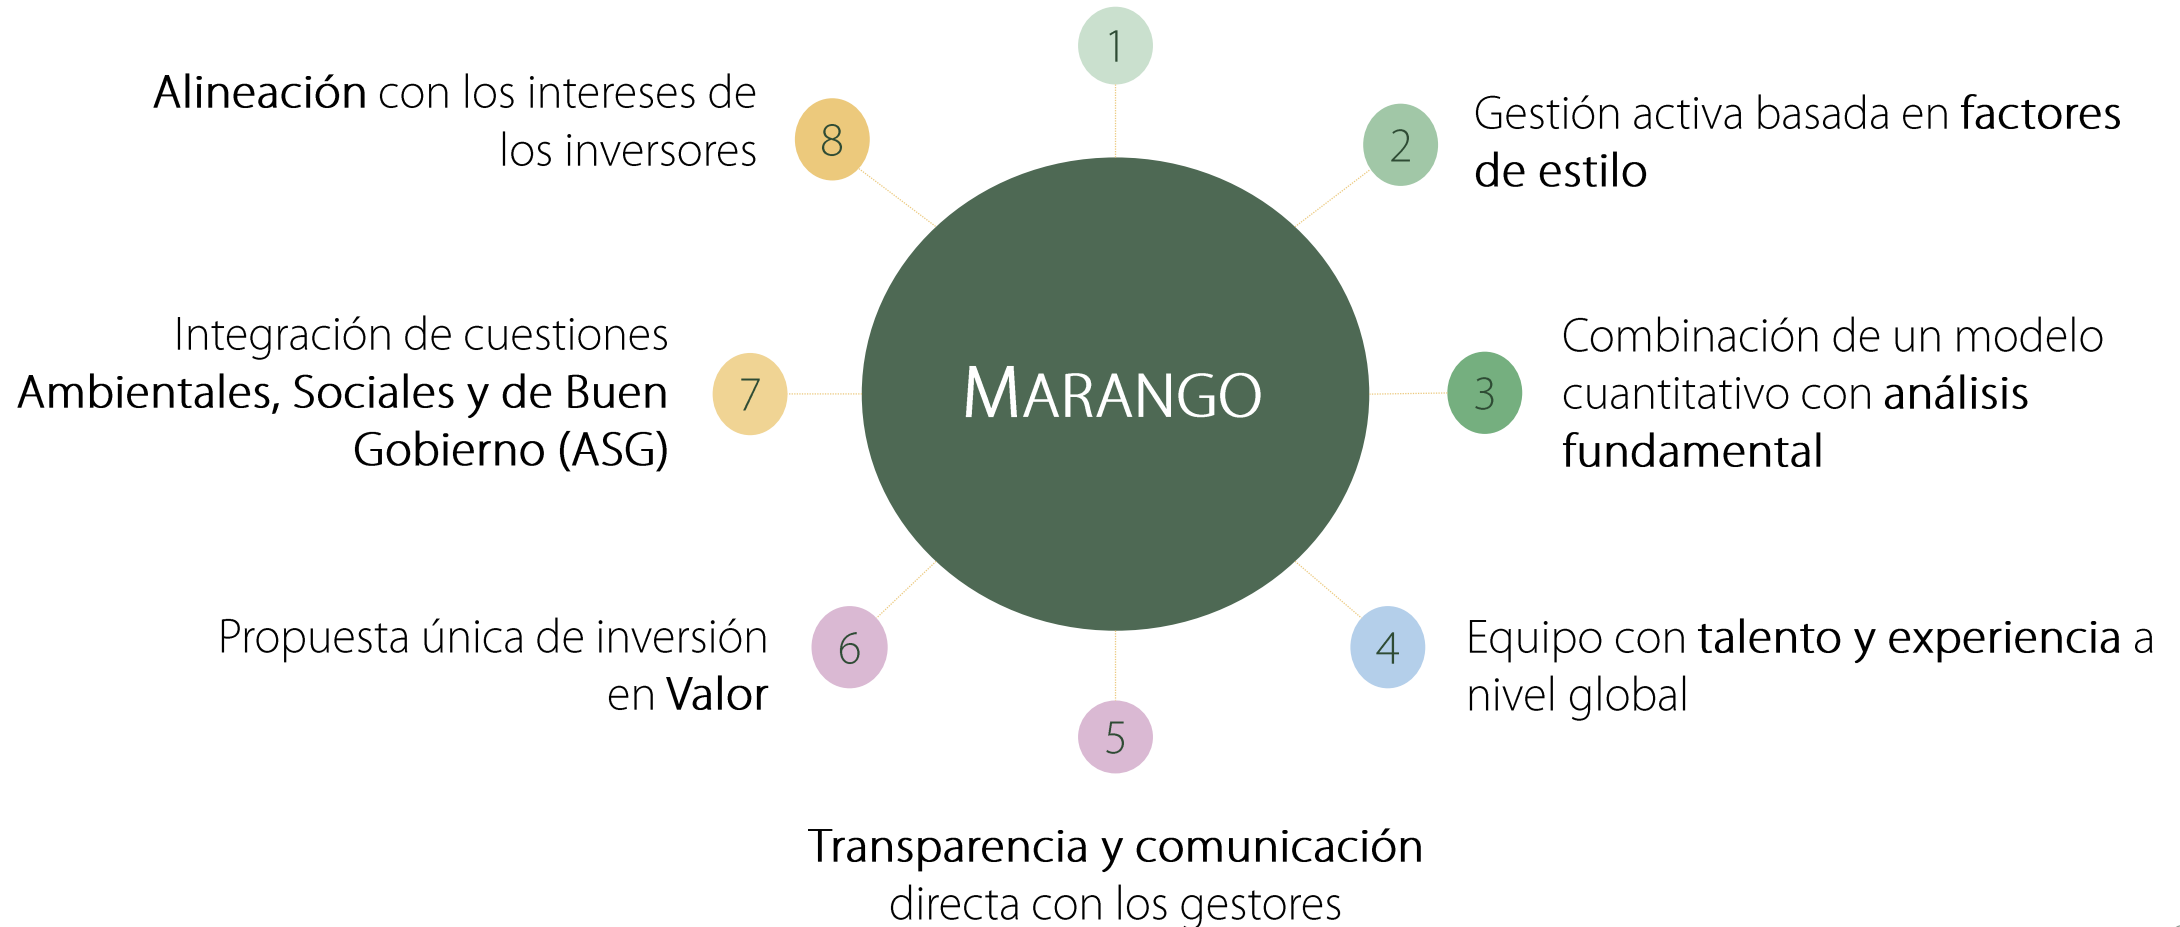 1
Alineación con los intereses de
los inversores
8
2
Gestión activa basada en factores
de estilo
Integración de cuestiones
Ambientales, Sociales y de Buen
Gobierno (ASG)
7
MARANGO
3
Combinación de un modelo
cuantitativo con análisis
fundamental
Propuesta única de inversión
en Valor
6
4
Equipo con talento y experiencia a
nivel global
5
Transparencia y comunicación
directa con los gestores